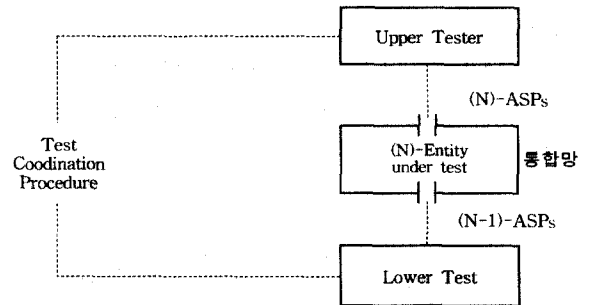 Upper Tester
(N)-ASPs
Test
Coodination
Procedure
(N)-Entity
under test
통합망
(N-1)-ASPs
Lower Test